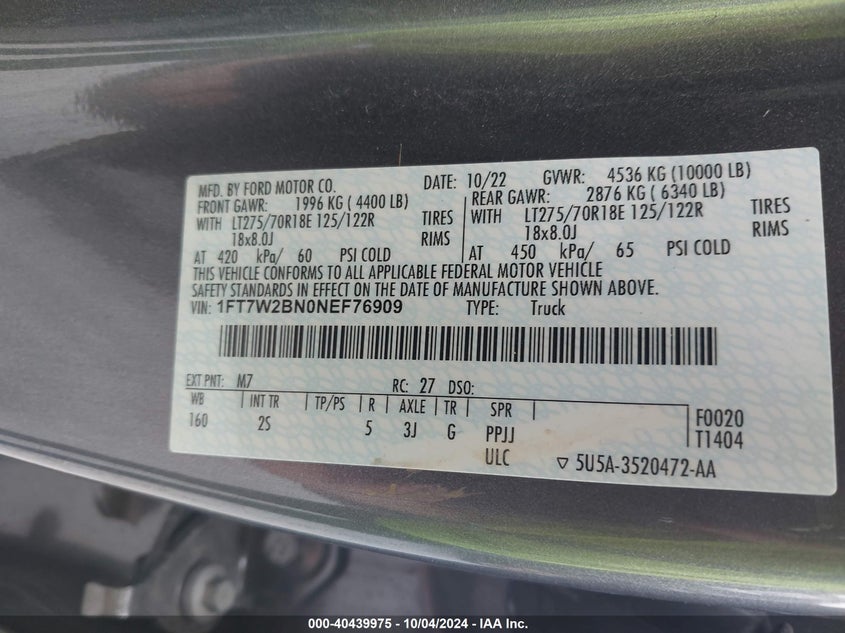 MFD. BY FORD MOTOR CO. DATE: 10/22 GVWR: 4536 KG (10000 LB)
FRONT GAWR: 1996 KG ( 4400 LB) REAR GAWR: 2876 KG ( 6340 LB)
WITH LT275/70R18E 125/122R TIRES WITH LT275/70R18E 125/122R TIRES
18x8.0J RIMS 18x8.0J RIMS
AT 420 kPa/ 60 PSI COLD AT 450 kPa/ 65 PSI COLD
THIS VEHICLE CONFORMS TO ALL APPLICABLE FEDERAL MOTOR VEHICLE
SAFETY STANDARDS IN EFFECT ON THE DATE OF MANUFACTURE SHOWN ABOVE.
VIN: 1FT7W2BN0NEF76909 TYPE: Truck
EXT PNT: M7 RC: 27 DSO:
WB INT TR TP/PS R AXLE TR SPR F0020
160 2S 5 3J G PPJJ T1404
ULC ▽ 5U5A-3520472-AA
000-40439975 - 10/04/2024 - IAA Inc.